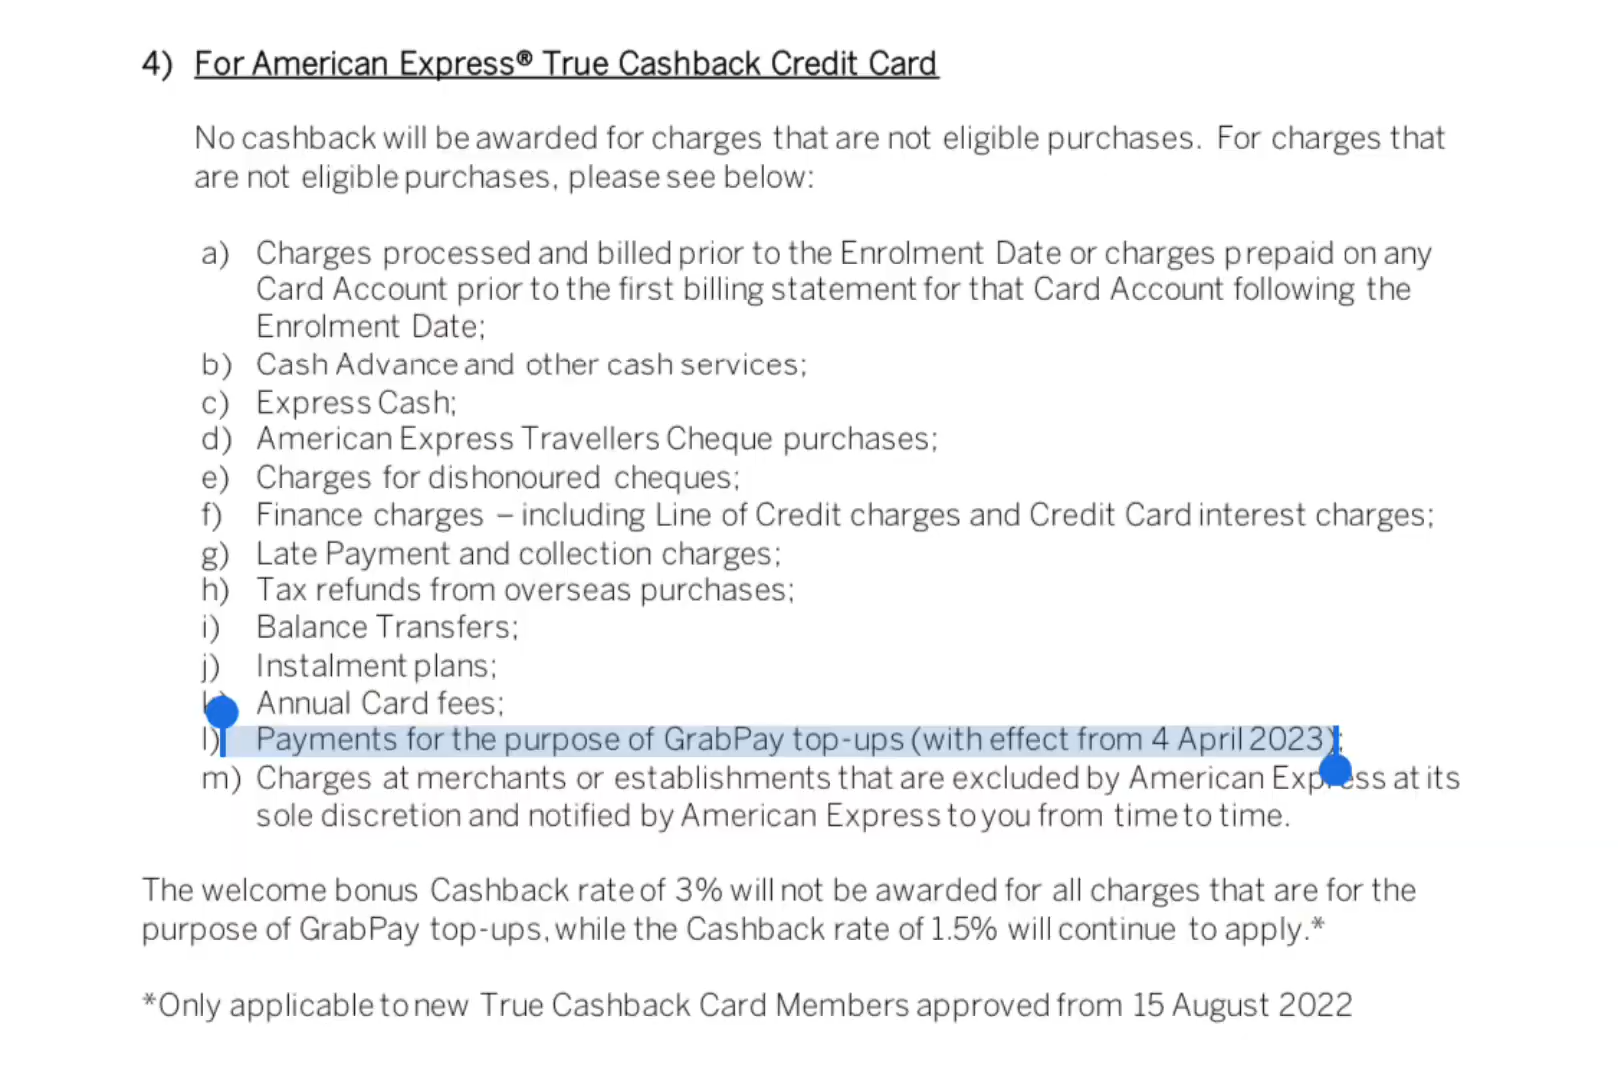 4) For American Express® True Cashback Credit Card
No cashback will be awarded for charges that are not eligible purchases. For charges that
are not eligible purchases, please see below:
a) Charges processed and billed prior to the Enrolment Date or charges prepaid on any
Card Account prior to the first billing statement for that Card Account following the
Enrolment Date;
b) Cash Advance and other cash services;
c) Express Cash;
d) American Express Travellers Cheque purchases;
e) Charges for dishonoured cheques;
f) Finance charges – including Line of Credit charges and Credit Card interest charges;
g) Late Payment and collection charges;
h) Tax refunds from overseas purchases;
i) Balance Transfers;
j) Instalment plans;
k) Annual Card fees;
l) Payments for the purpose of GrabPay top-ups (with effect from 4 April 2023);
m) Charges at merchants or establishments that are excluded by American Express at its
sole discretion and notified by American Express to you from time to time.
The welcome bonus Cashback rate of 3% will not be awarded for all charges that are for the
purpose of GrabPay top-ups, while the Cashback rate of 1.5% will continue to apply.*
*Only applicable to new True Cashback Card Members approved from 15 August 2022